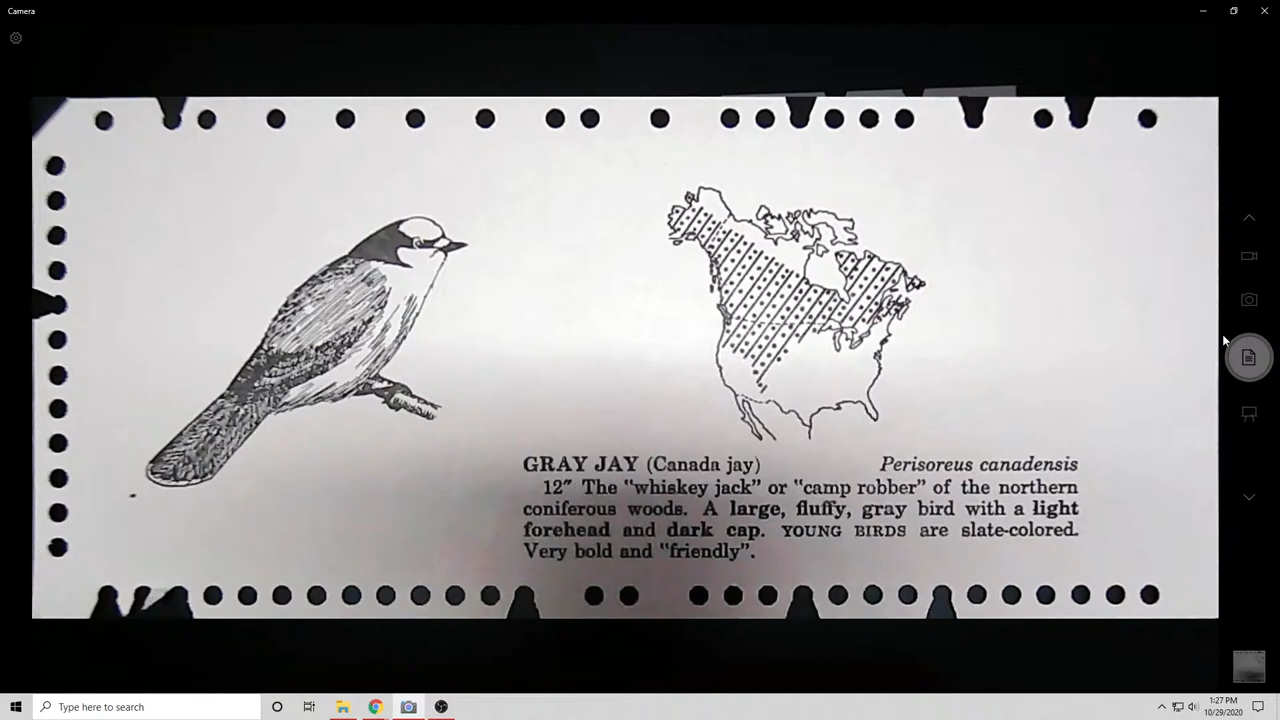 Camera
GRAY JAY (Canada jay) Perisoreus canadensis
12″ The "whiskey jack" or "camp robber" of the northern
coniferous woods. A large, fluffy, gray bird with a light
forehead and dark cap. YOUNG BIRDS are slate-colored.
Very bold and "friendly".
Type here to search
1:27 PM
10/29/2020